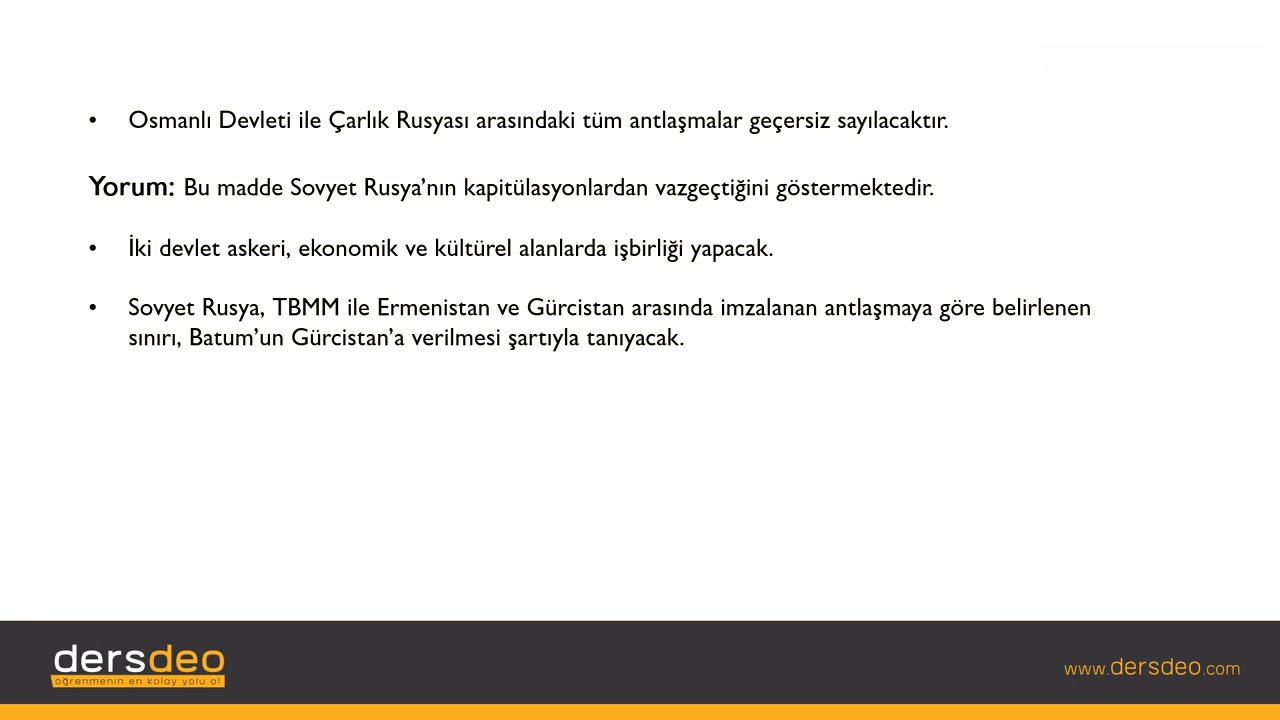 • Osmanlı Devleti ile Çarlık Rusyası arasındaki tüm antlaşmalar geçersiz sayılacaktır.
Yorum: Bu madde Sovyet Rusya’nın kapitülasyonlardan vazgeçtiğini göstermektedir.
• İki devlet askeri, ekonomik ve kültürel alanlarda işbirliği yapacak.
• Sovyet Rusya, TBMM ile Ermenistan ve Gürcistan arasında imzalanan antlaşmaya göre belirlenen
sınırı, Batum’un Gürcistan’a verilmesi şartıyla tanıyacak.
dersdeo
öğrenmenin en kolay yolu o!
www.dersdeo.com